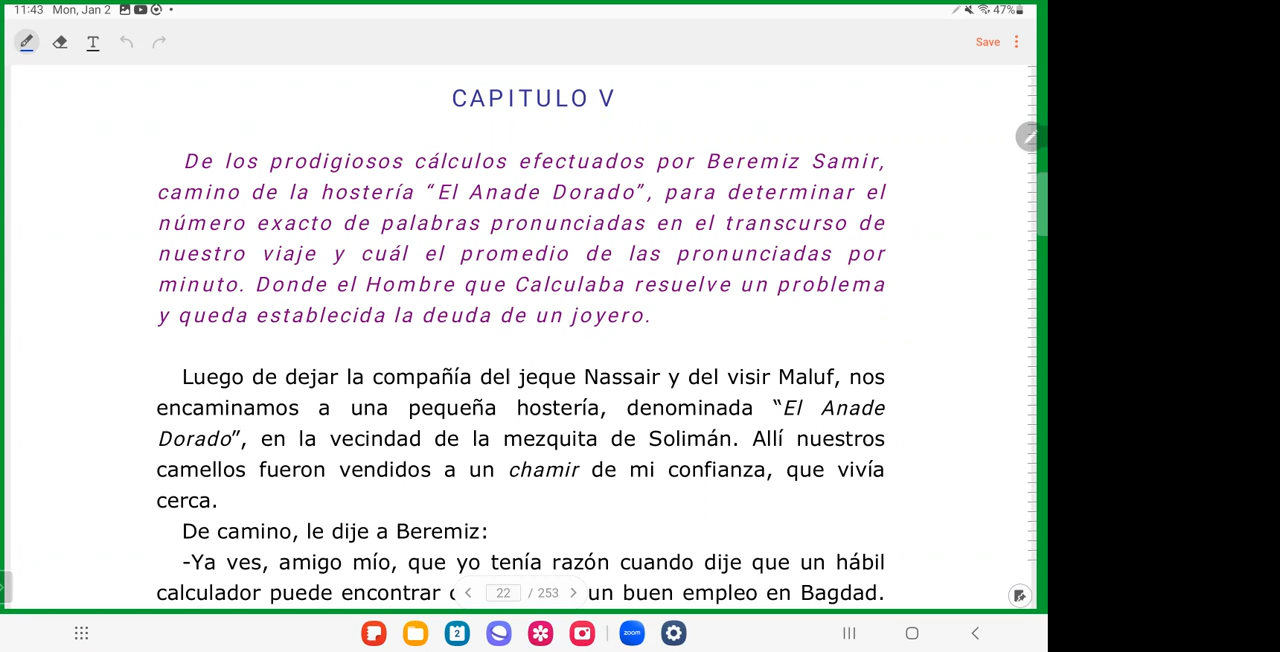 11:43 Mon, Jan 2 47%
Save
CAPITULO V
De los prodigiosos cálculos efectuados por Beremiz Samir,
camino de la hostería “El Anade Dorado”, para determinar el
número exacto de palabras pronunciadas en el transcurso de
nuestro viaje y cuál el promedio de las pronunciadas por
minuto. Donde el Hombre que Calculaba resuelve un problema
y queda establecida la deuda de un joyero.
Luego de dejar la compañía del jeque Nassair y del visir Maluf, nos
encaminamos a una pequeña hostería, denominada “El Anade
Dorado”, en la vecindad de la mezquita de Solimán. Allí nuestros
camellos fueron vendidos a un chamir de mi confianza, que vivía
cerca.
De camino, le dije a Beremiz:
-Ya ves, amigo mío, que yo tenía razón cuando dije que un hábil
calculador puede encontrar un buen empleo en Bagdad.
22 / 253
2 zoom